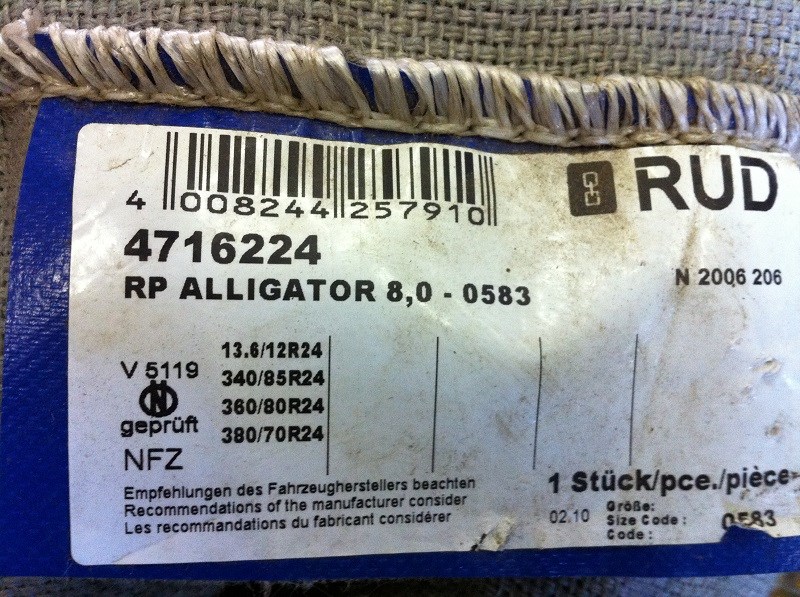 4 008244 257910
RUD
4716224
RP ALLIGATOR 8,0 - 0583
N 2006 206
V 5119
geprüft
NFZ
13.6/12R24
340/85R24
360/80R24
380/70R24
Empfehlungen des Fahrzeugherstellers beachten
Recommendations of the manufacturer consider
Les recommandations du fabricant considérer
1 Stück/pce./pièce
02.10
Größe:
Size Code : 0583
Code :